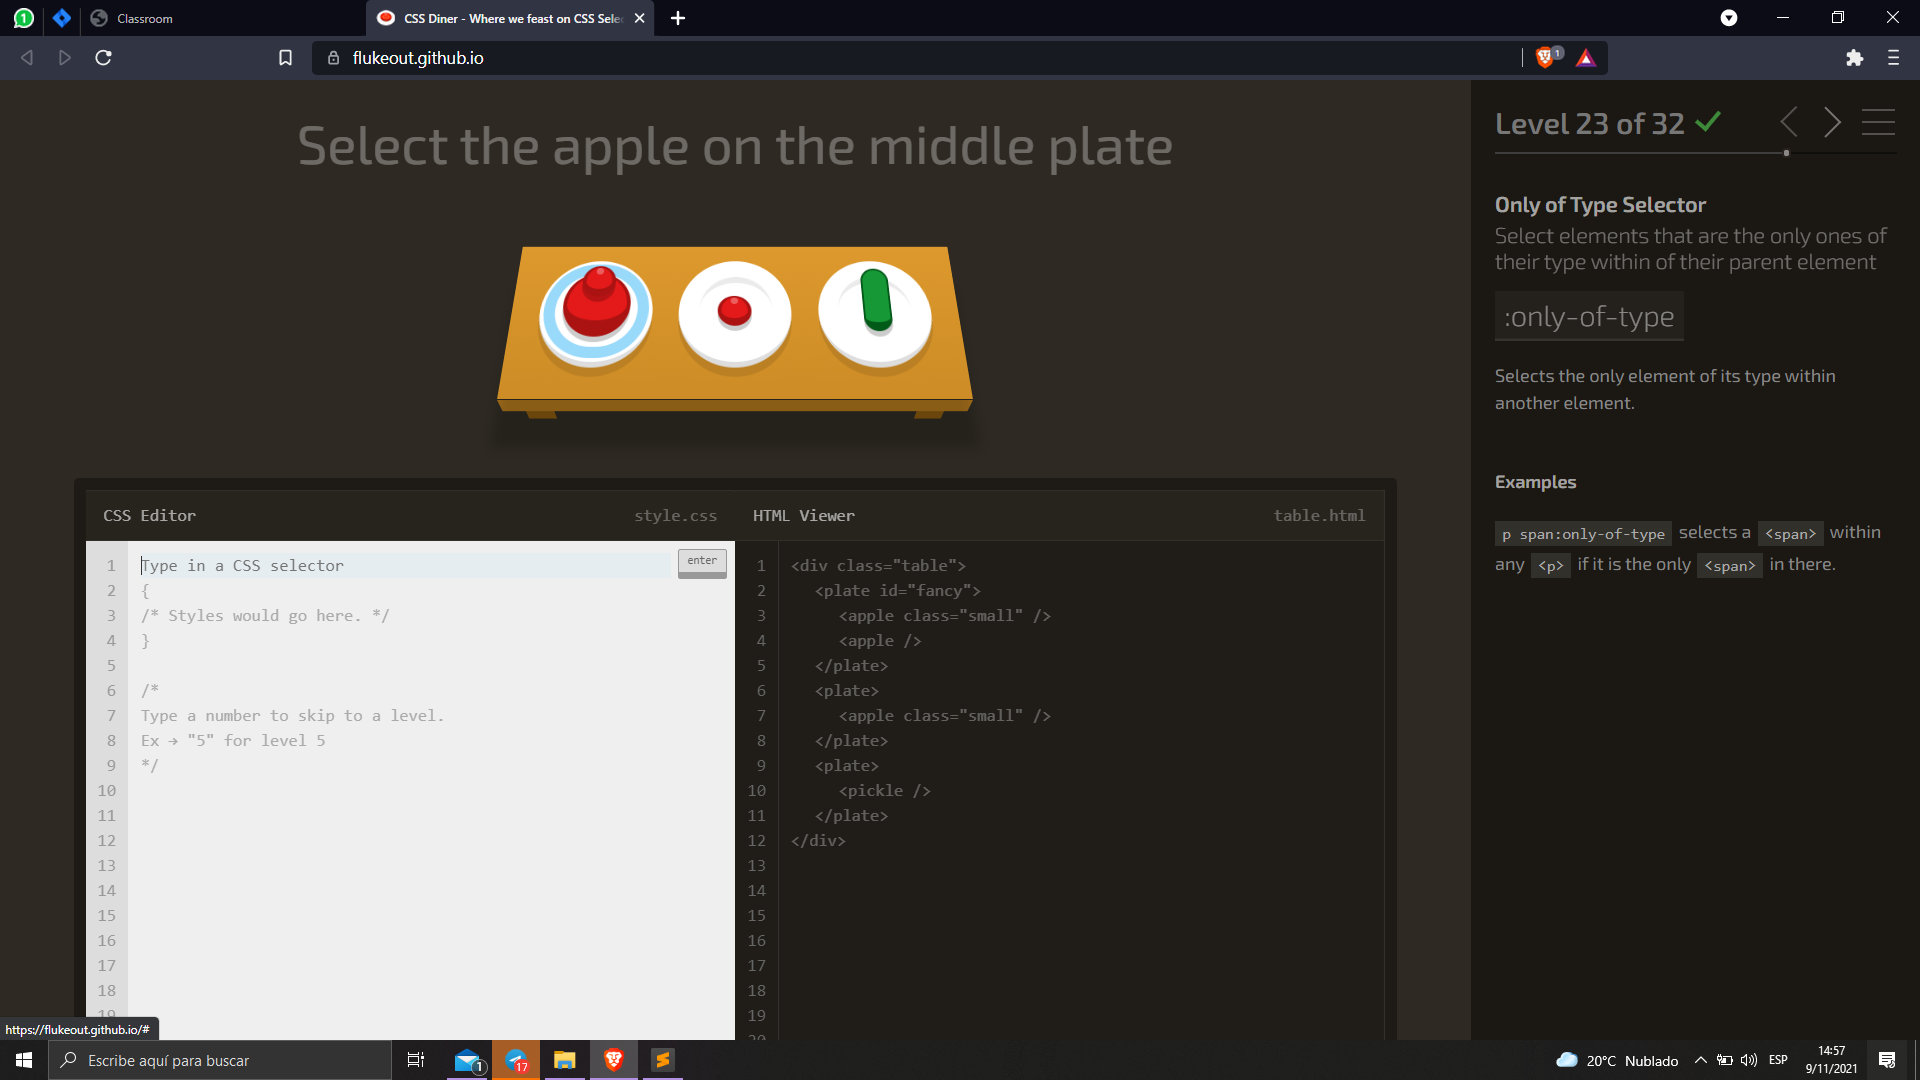 1
Classroom
CSS Diner - Where we feast on CSS Sele
flukeout.github.io
1
Select the apple on the middle plate
Level 23 of 32
Only of Type Selector
Select elements that are the only ones of
their type within of their parent element
:only-of-type
Selects the only element of its type within
another element.
Examples
p span:only-of-type selects a <span> within
any <p> if it is the only <span> in there.
CSS Editor
style.css
1 Type in a CSS selector
enter
2 {
3 /* Styles would go here. */
4 }
5
6 /*
7 Type a number to skip to a level.
8 Ex → "5" for level 5
9 */
10
11
12
13
14
15
16
17
18
19
HTML Viewer
table.html
1 <div class="table">
2 <plate id="fancy">
3 <apple class="small" />
4 <apple />
5 </plate>
6 <plate>
7 <apple class="small" />
8 </plate>
9 <plate>
10 <pickle />
11 </plate>
12 </div>
13
14
15
16
17
18
19
20
https://flukeout.github.io/#
Escribe aquí para buscar
1
17
20°C Nublado
ESP
14:57
9/11/2021